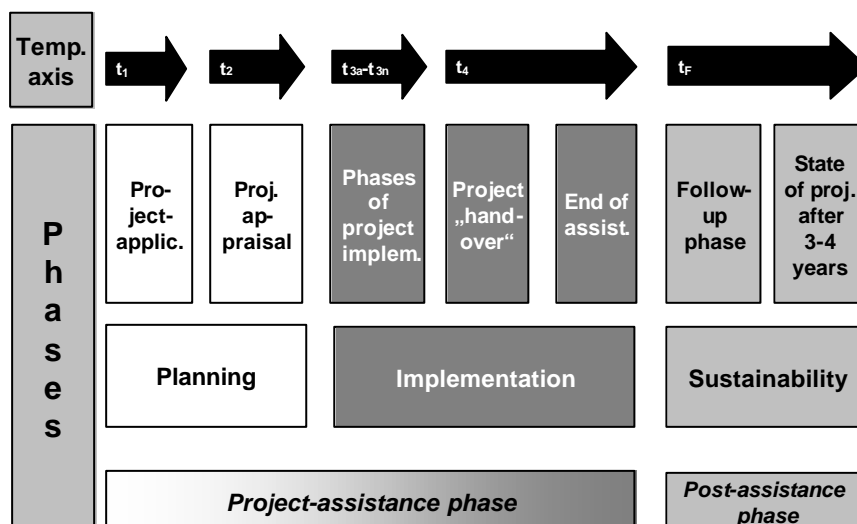 Temp.
axis
t1
t2
t3a-t3n
t4
tF
Phases
Pro-
ject-
applic.
Proj.
ap-
praisal
Phases
of
project
implem.
Project
„hand-
over“
End of
assist.
Follow-
up
phase
State
of proj.
after
3-4
years
Planning
Implementation
Sustainability
Project-assistance phase
Post-assistance
phase